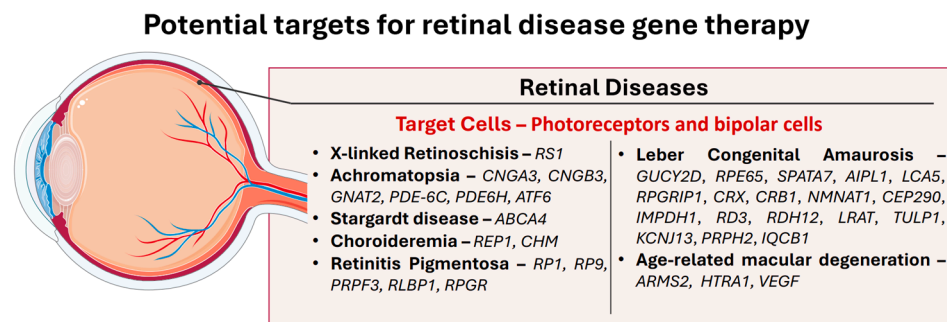 Potential targets for retinal disease gene therapy
Retinal Diseases
Target Cells – Photoreceptors and bipolar cells
• X-linked Retinoschisis – RS1
• Achromatopsia – CNGA3, CNGB3,
GNAT2, PDE-6C, PDE6H, ATF6
• Stargardt disease – ABCA4
• Choroideremia – REP1, CHM
• Retinitis Pigmentosa – RP1, RP9,
PRPF3, RLBP1, RPGR
• Leber Congenital Amaurosis –
GUCY2D, RPE65, SPATA7, AIPL1, LCA5,
RPGRIP1, CRX, CRB1, NMNAT1, CEP290,
IMPDH1, RD3, RDH12, LRAT, TULP1,
KCNJ13, PRPH2, IQCB1
• Age-related macular degeneration –
ARMS2, HTRA1, VEGF